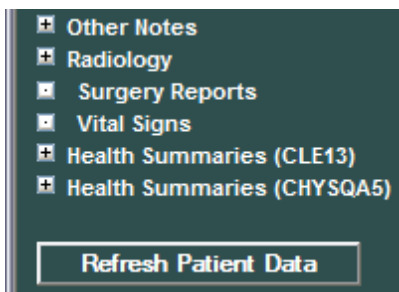 Other Notes
Radiology
Surgery Reports
Vital Signs
Health Summaries (CLE13)
Health Summaries (CHYSQA5)
Refresh Patient Data